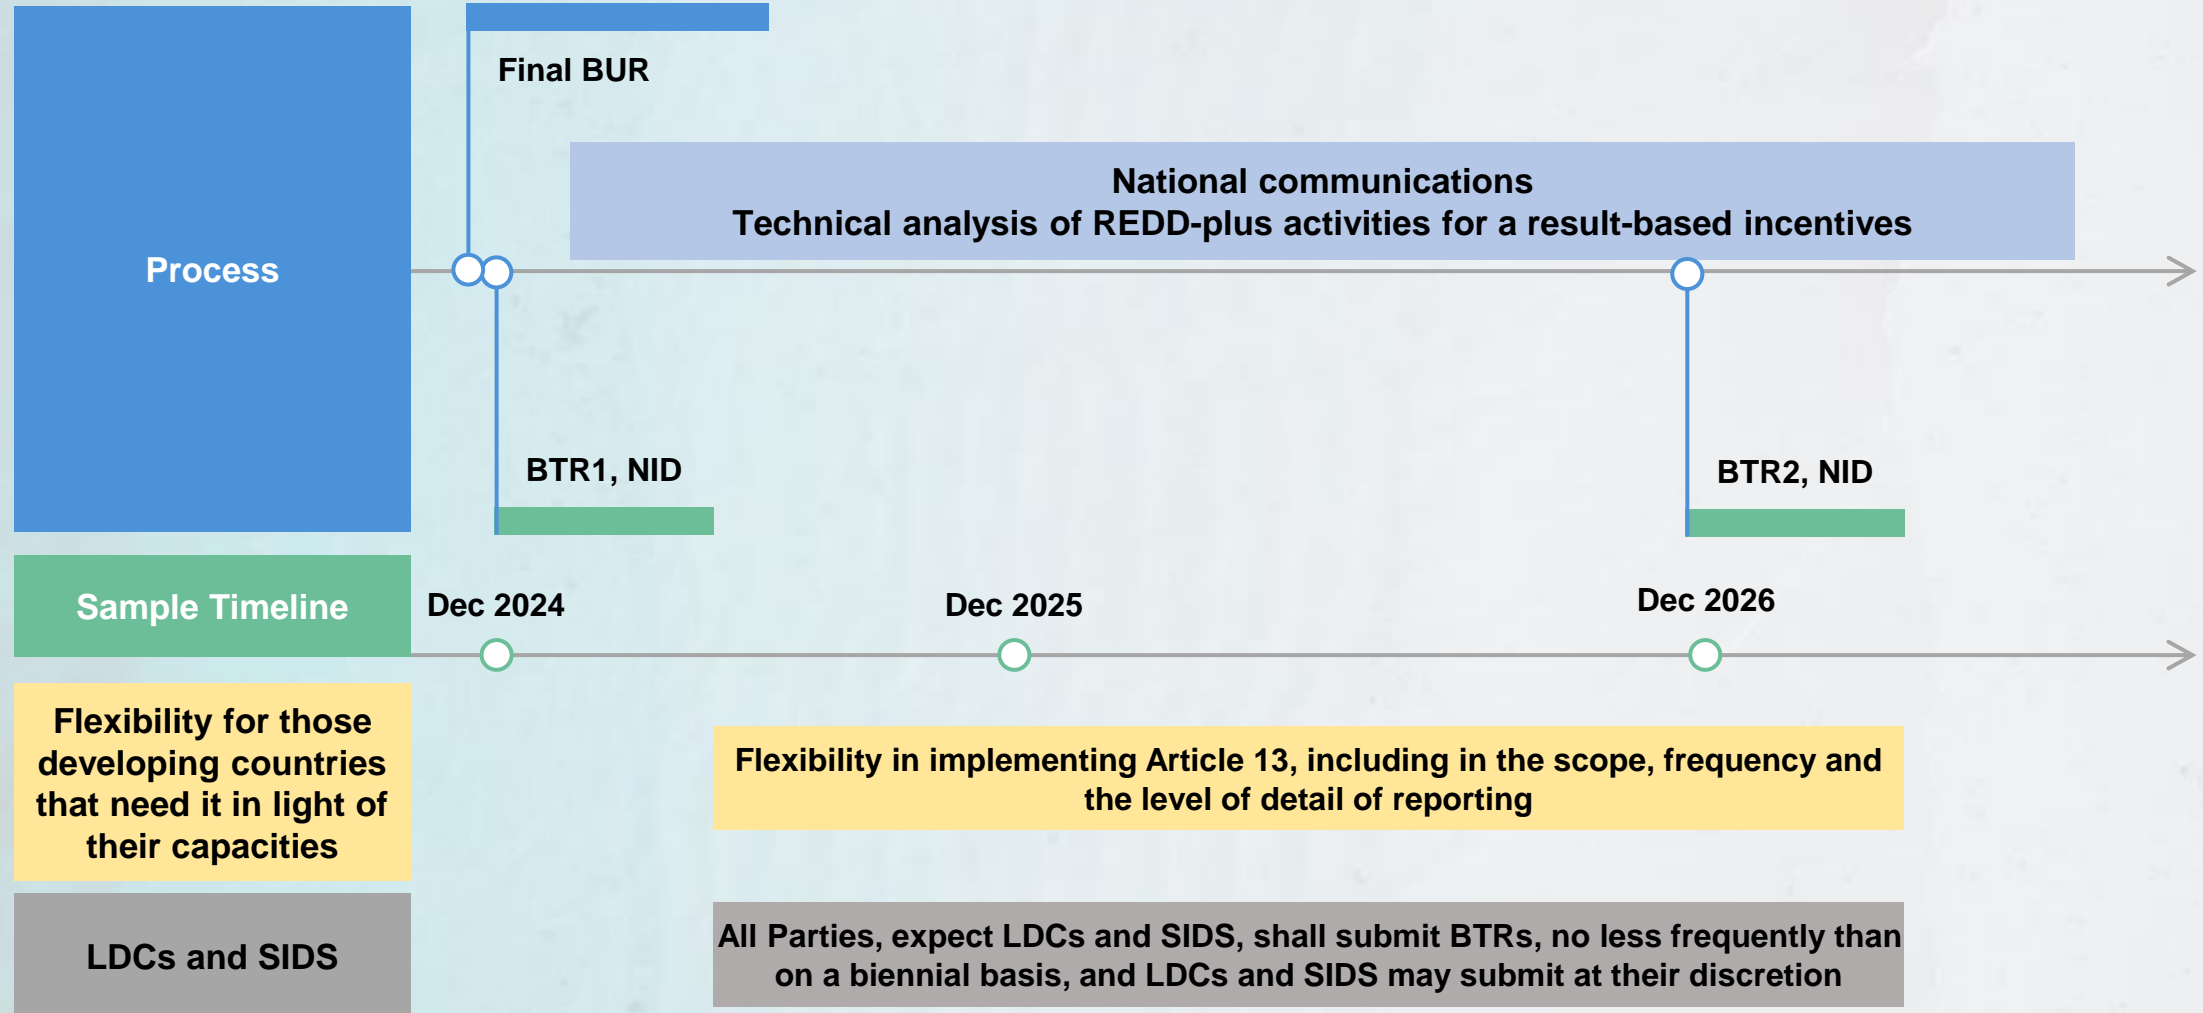 Final BUR
National communications
Technical analysis of REDD-plus activities for a result-based incentives
Process
BTR1, NID
BTR2, NID
Sample Timeline
Dec 2024
Dec 2025
Dec 2026
Flexibility for those
developing countries
that need it in light of
their capacities
Flexibility in implementing Article 13, including in the scope, frequency and
the level of detail of reporting
LDCs and SIDS
All Parties, expect LDCs and SIDS, shall submit BTRs, no less frequently than
on a biennial basis, and LDCs and SIDS may submit at their discretion